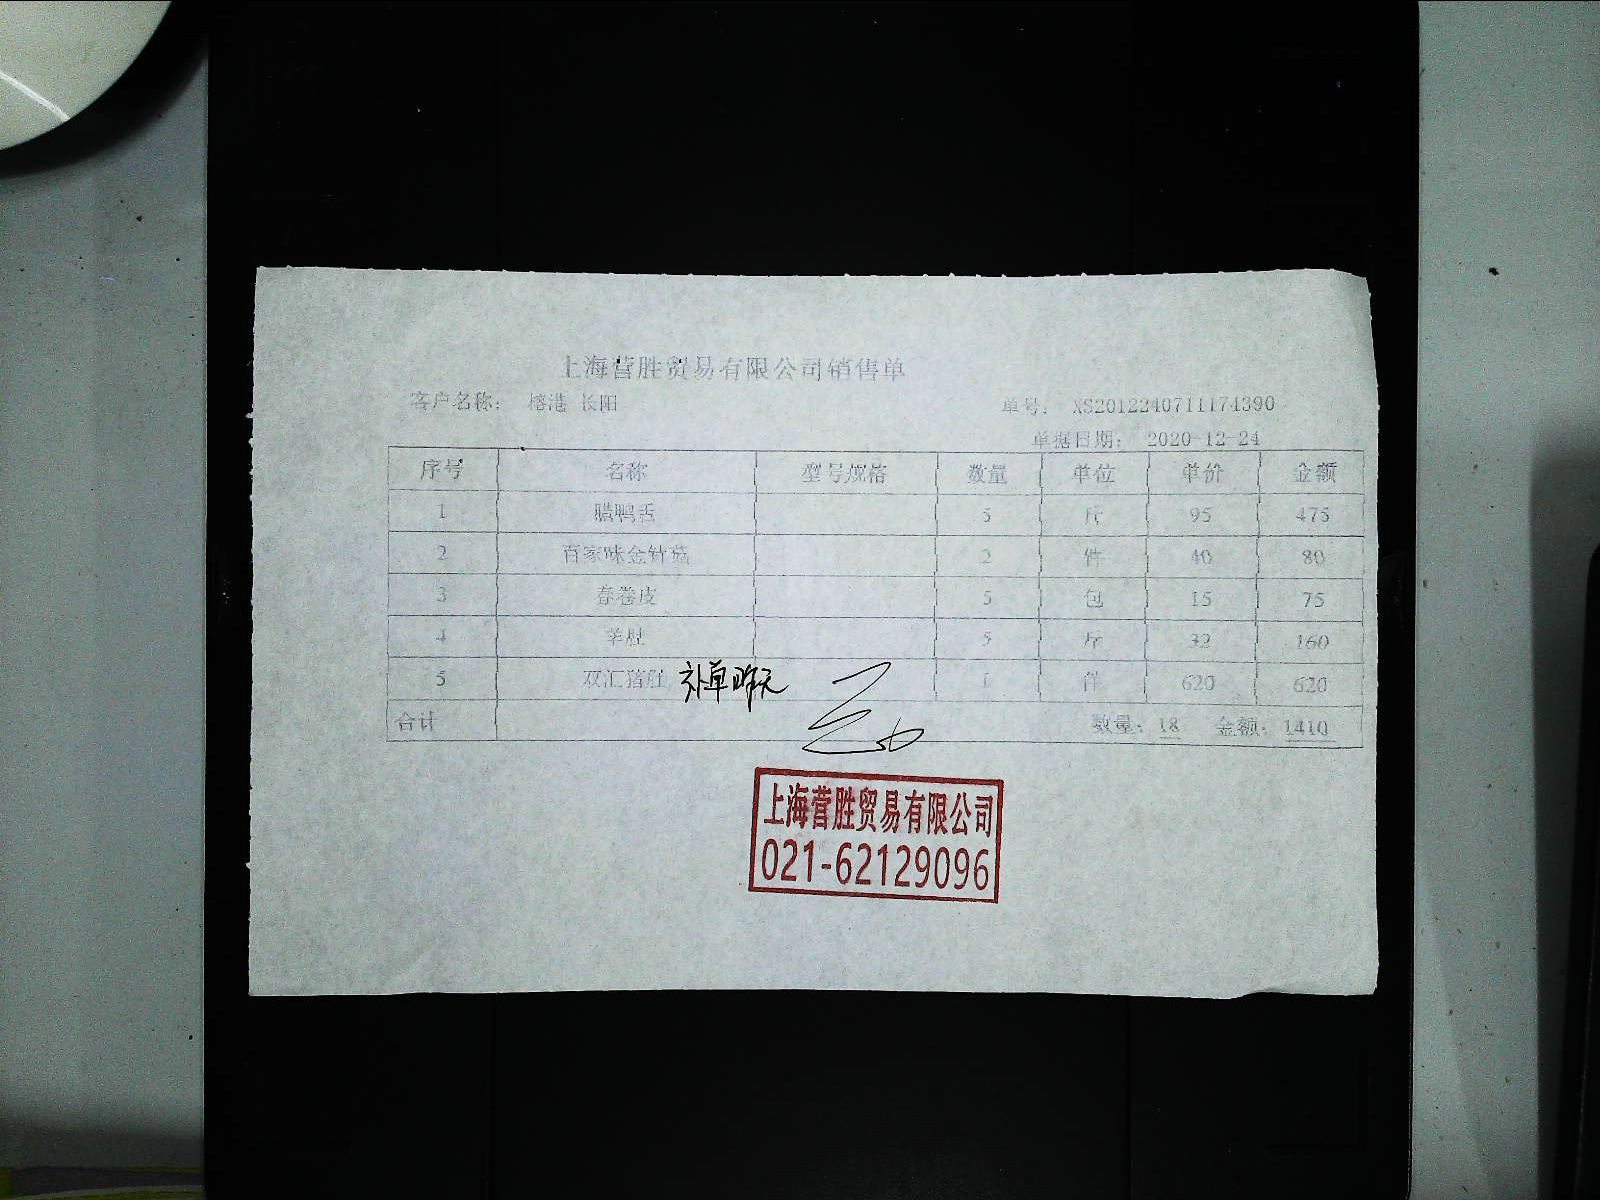 上海营胜贸易有限公司销售单
客户名称： 榕港 长阳 单号： XS2012240711174390
单据日期： 2020-12-24
序号 名称 型号规格 数量 单位 单价 金额
1 腊鸭舌 5 斤 95 475
2 百家味金针菇 2 件 40 80
3 春卷皮 5 包 15 75
4 羊肚 5 斤 32 160
5 双汇猪肚 补单昨天 1 件 620 620
合计 数量：18 金额：1410
上海营胜贸易有限公司
021-62129096